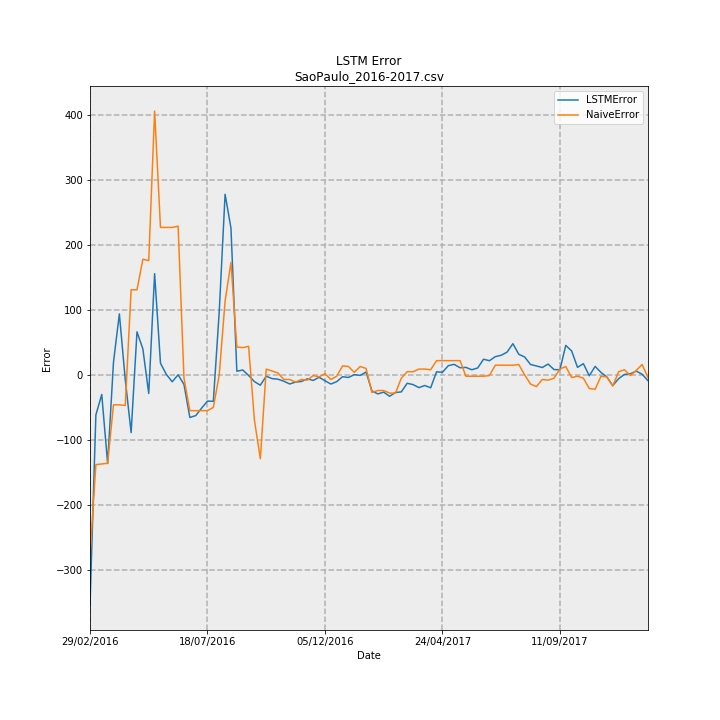 LSTM Error
SaoPaulo_2016-2017.csv
LSTMError
NaiveError
400
300
200
100
0
−100
−200
−300
Error
29/02/2016
18/07/2016
05/12/2016
24/04/2017
11/09/2017
Date